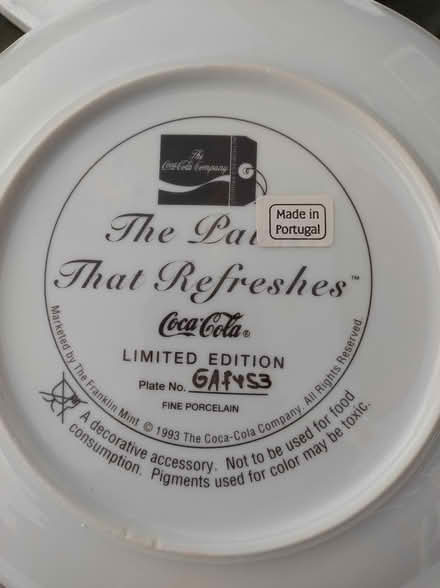 The
Coca-Cola Company
Made in
Portugal
The
That Refreshes™
Coca-Cola®
LIMITED EDITION
Plate No.
FINE PORCELAIN
Marketed by The Franklin Mint © 1993 The Coca-Cola Company. All Rights Reserved.
A decorative accessory. Not to be used for food
consumption. Pigments used for color may be toxic.